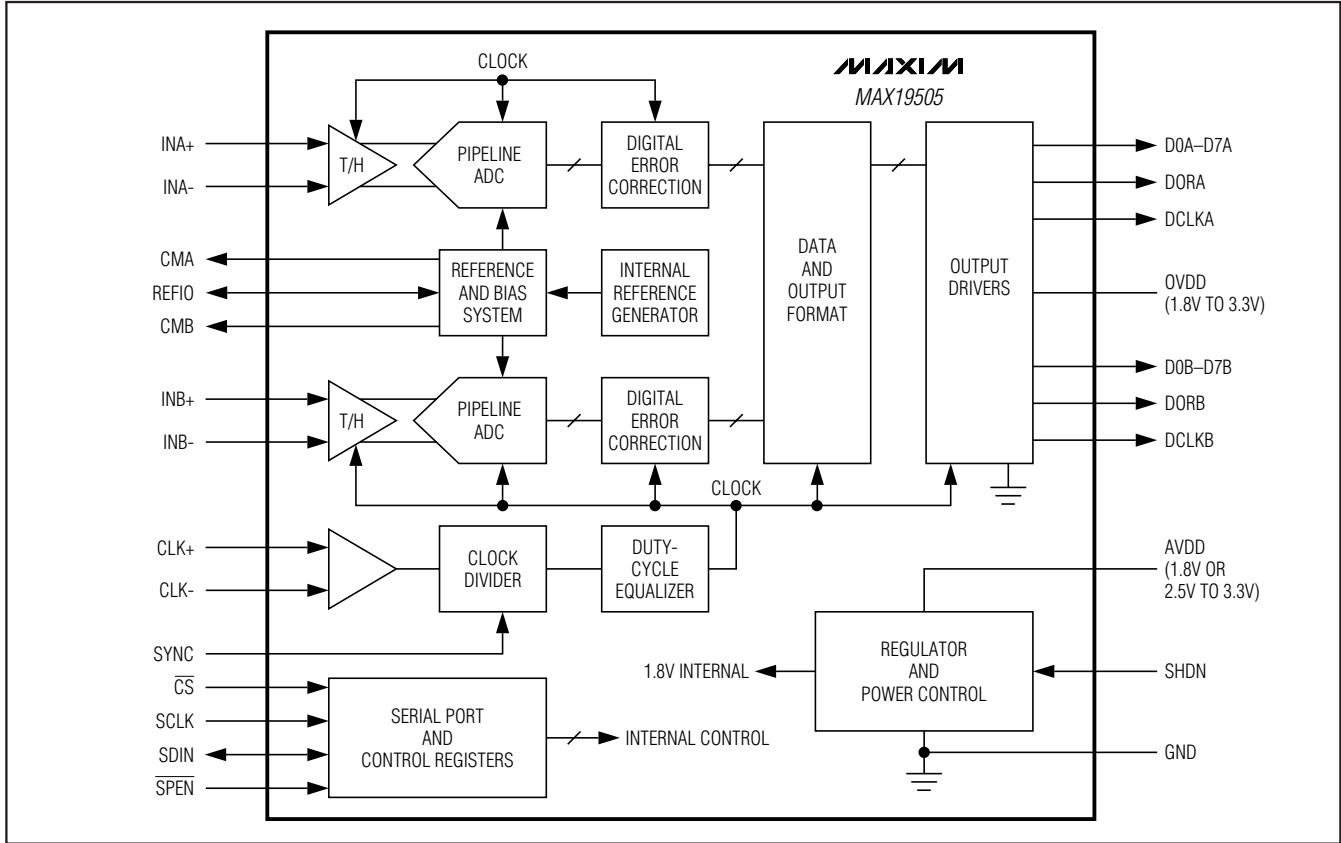 CLOCK
MAXIM
MAX19505
INA+
INA-
T/H
PIPELINE
ADC
DIGITAL
ERROR
CORRECTION
DATA
AND
OUTPUT
FORMAT
OUTPUT
DRIVERS
D0A–D7A
DORA
DCLKA
CMA
REFIO
CMB
REFERENCE
AND BIAS
SYSTEM
INTERNAL
REFERENCE
GENERATOR
OVDD
(1.8V TO 3.3V)
INB+
INB-
T/H
PIPELINE
ADC
DIGITAL
ERROR
CORRECTION
D0B–D7B
DORB
DCLKB
CLOCK
CLK+
CLK-
CLOCK
DIVIDER
DUTY-
CYCLE
EQUALIZER
AVDD
(1.8V OR
2.5V TO 3.3V)
SYNC
1.8V INTERNAL
REGULATOR
AND
POWER CONTROL
SHDN
GND
CS
SCLK
SDIN
SPEN
SERIAL PORT
AND
CONTROL REGISTERS
INTERNAL CONTROL